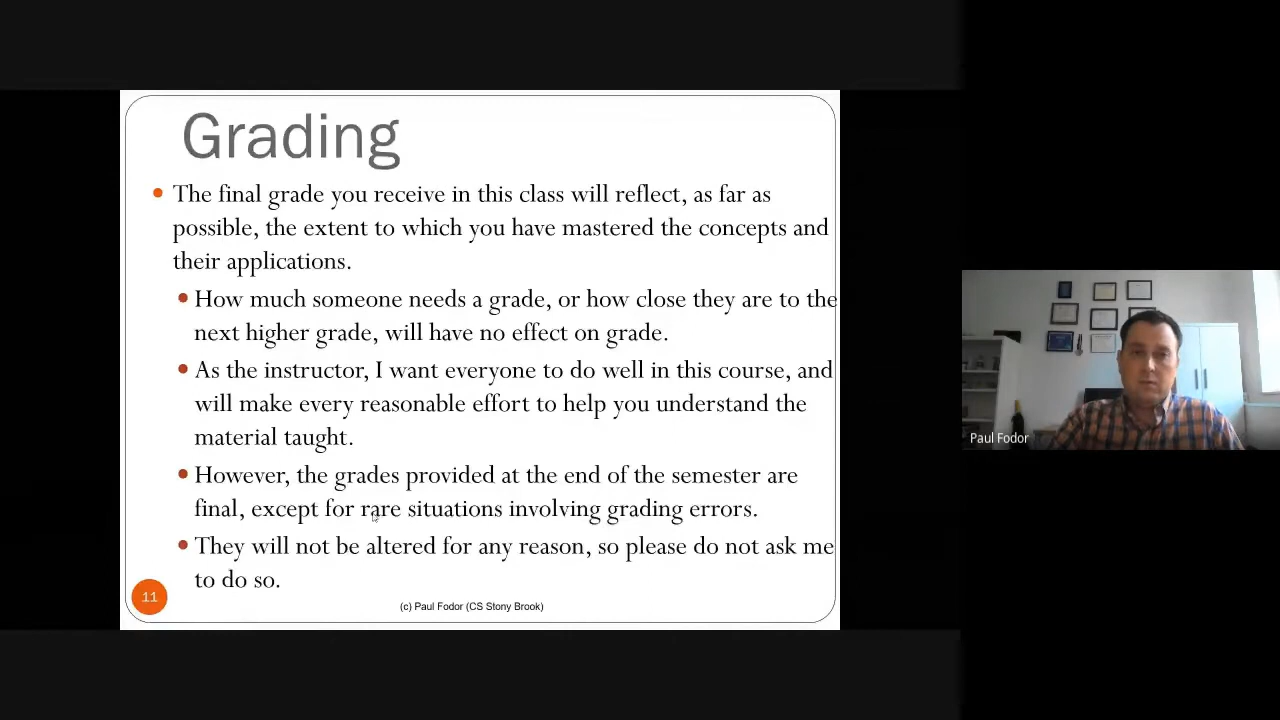 Grading
The final grade you receive in this class will reflect, as far as
possible, the extent to which you have mastered the concepts and
their applications.
How much someone needs a grade, or how close they are to the
next higher grade, will have no effect on grade.
As the instructor, I want everyone to do well in this course, and
will make every reasonable effort to help you understand the
material taught.
However, the grades provided at the end of the semester are
final, except for rare situations involving grading errors.
They will not be altered for any reason, so please do not ask me
to do so.
11
(c) Paul Fodor (CS Stony Brook)
Paul Fodor